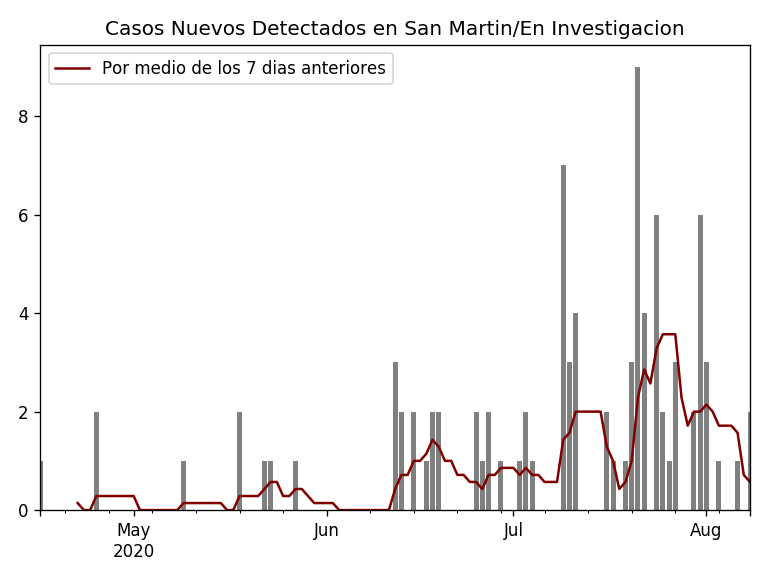 Casos Nuevos Detectados en San Martin/En Investigacion
Por medio de los 7 dias anteriores
8
6
4
2
0
May
2020
Jun
Jul
Aug